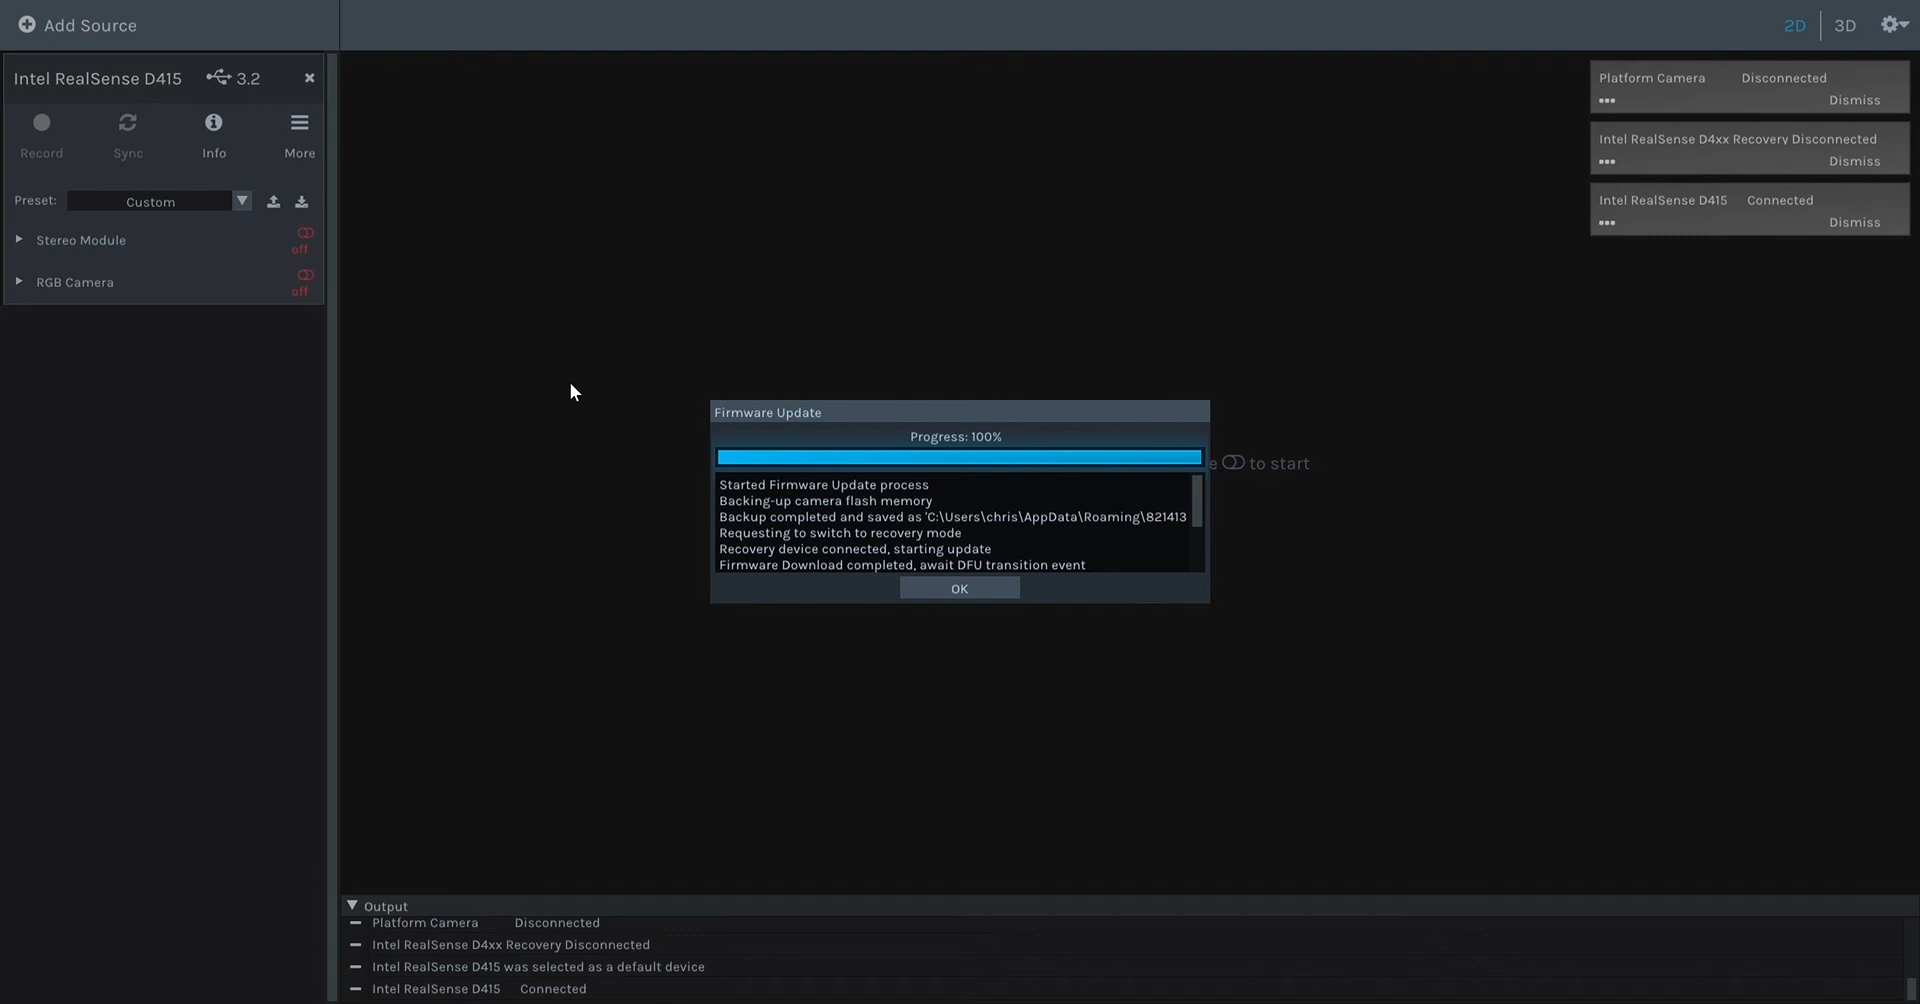 Add Source
2D
3D
Intel RealSense D415
3.2
Record
Sync
Info
More
Preset:
Custom
Stereo Module
off
RGB Camera
off
Platform Camera Disconnected
Dismiss
Intel RealSense D4xx Recovery Disconnected
Dismiss
Intel RealSense D415 Connected
Dismiss
e to start
Firmware Update
Progress: 100%
Started Firmware Update process
Backing-up camera flash memory
Backup completed and saved as 'C:\Users\chris\AppData\Roaming\821413
Requesting to switch to recovery mode
Recovery device connected, starting update
Firmware Download completed, await DFU transition event
OK
Output
Platform Camera Disconnected
Intel RealSense D4xx Recovery Disconnected
Intel RealSense D415 was selected as a default device
Intel RealSense D415 Connected